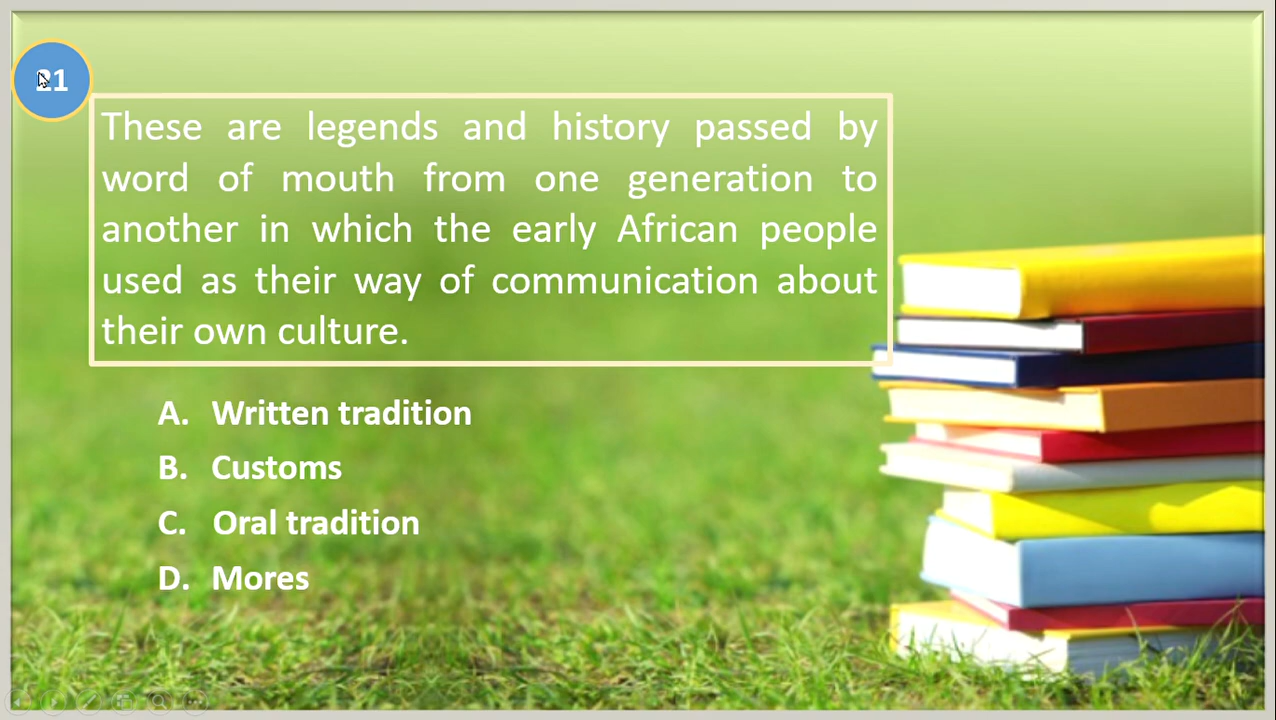 21
These are legends and history passed by
word of mouth from one generation to
another in which the early African people
used as their way of communication about
their own culture.
A. Written tradition
B. Customs
C. Oral tradition
D. Mores